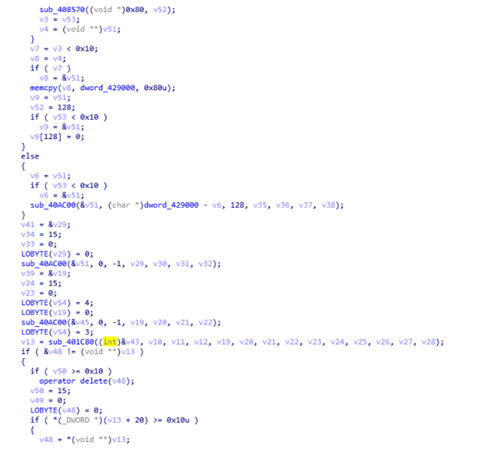 sub_408570((void *)0x80, v52);
v3 = v53;
v4 = (void **)v51;
}
v7 = v3 < 0x10;
v8 = v4;
if ( v7 )
v8 = &v51;
memcpy(v8, dword_429000, 0x80u);
v9 = v51;
v52 = 128;
if ( v53 < 0x10 )
v9 = &v51;
v9[128] = 0;
}
else
{
v6 = v51;
if ( v53 < 0x10 )
v6 = &v51;
sub_40AC00(&v51, (char *)dword_429000 - v6, 128, v35, v36, v37, v38);
}
v41 = &v29;
v34 = 15;
v33 = 0;
LOBYTE(v29) = 0;
sub_40AC00(&v51, 0, -1, v29, v30, v31, v32);
v39 = &v19;
v24 = 15;
v23 = 0;
LOBYTE(v54) = 4;
LOBYTE(v19) = 0;
sub_40AC00(&v45, 0, -1, v19, v20, v21, v22);
LOBYTE(v54) = 3;
v13 = sub_401C80((int)&v43, v10, v11, v12, v19, v20, v21, v22, v23, v24, v25, v26, v27, v28);
if ( &v48 != (void **)v13 )
{
if ( v50 >= 0x10 )
operator delete(v48);
v50 = 15;
v49 = 0;
LOBYTE(v48) = 0;
if ( *(_DWORD *)(v13 + 20) >= 0x10u )
{
v48 = *(void **)v13;